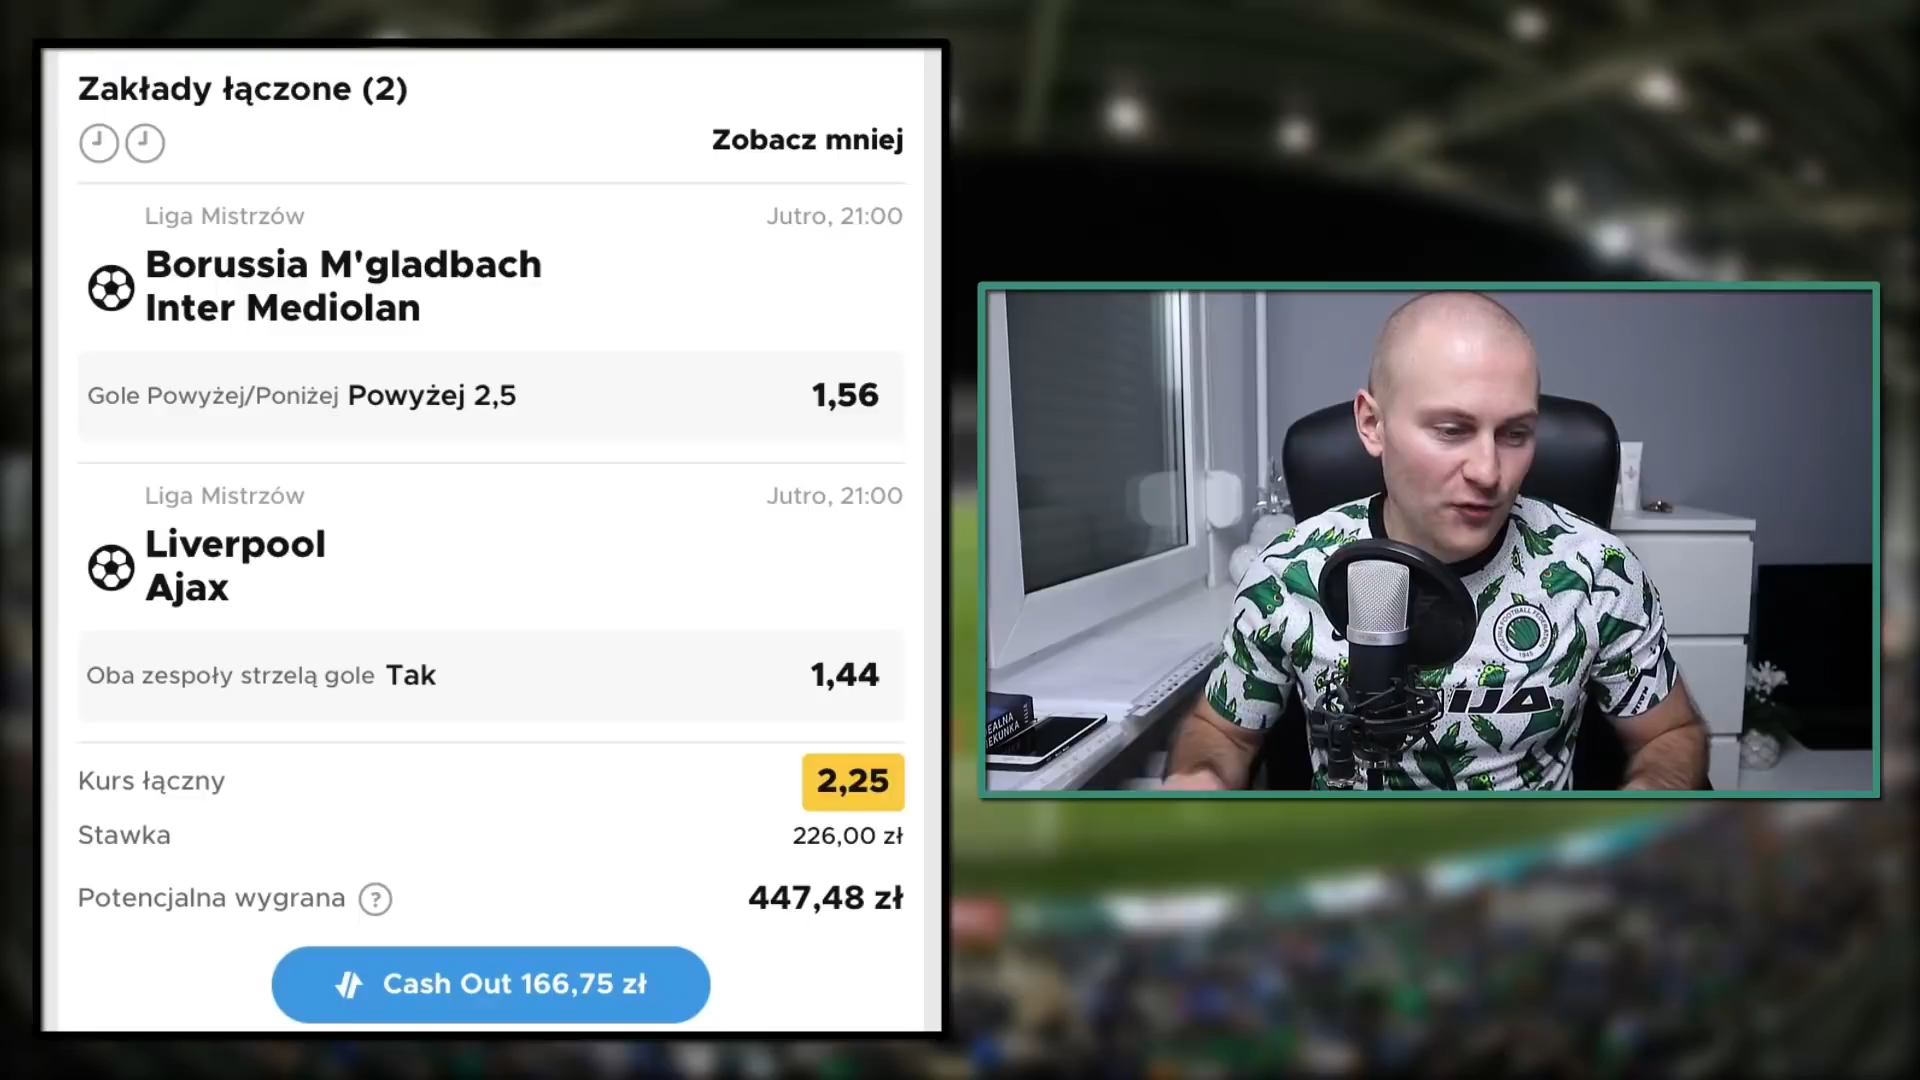 Zakłady łączone (2)
Zobacz mniej
Liga Mistrzów
Jutro, 21:00
Borussia M'gladbach
Inter Mediolan
Gole Powyżej/Poniżej Powyżej 2,5
1,56
Liga Mistrzów
Jutro, 21:00
Liverpool
Ajax
Oba zespoły strzelą gole Tak
1,44
Kurs łączny
2,25
Stawka
226,00 zł
Potencjalna wygrana ?
447,48 zł
Cash Out 166,75 zł